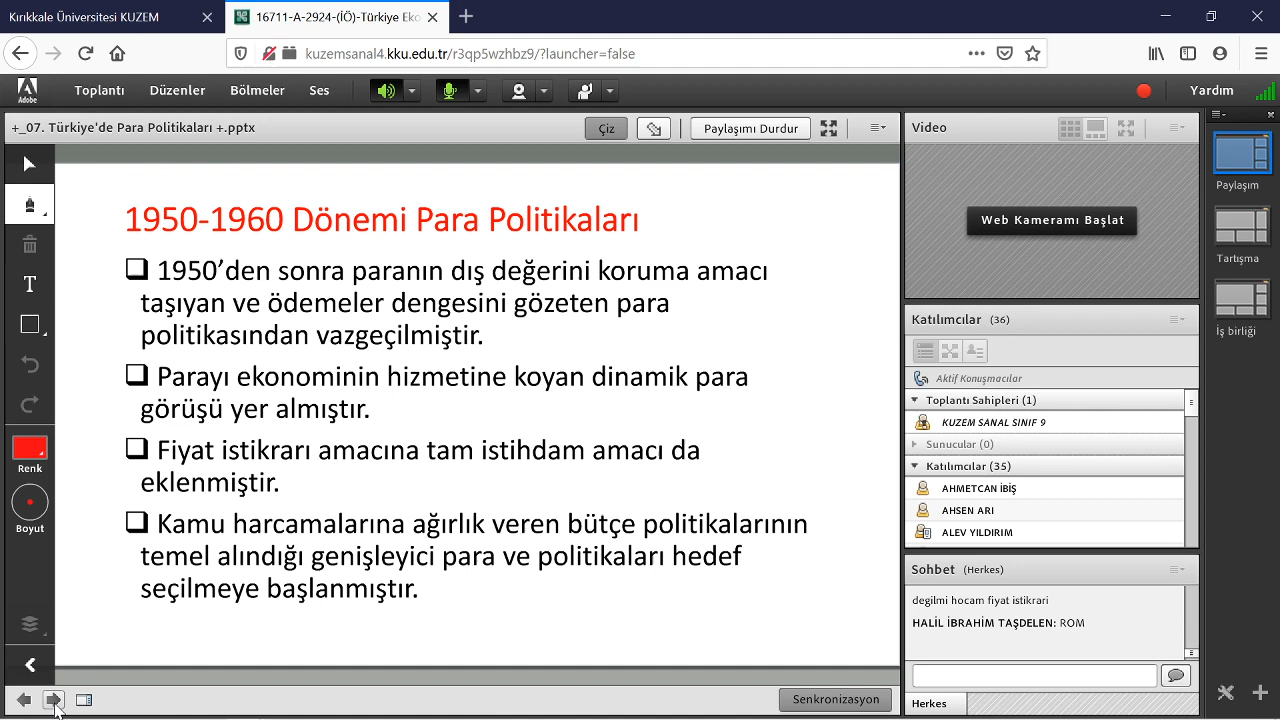 Kırıkkale Üniversitesi KUZEM
16711-A-2924-(İÖ)-Türkiye Eko
kuzemsanal4.kku.edu.tr/r3qp5wzhbz9/?launcher=false
Adobe
Toplantı
Düzenler
Bölmeler
Ses
Yardım
+_07. Türkiye'de Para Politikaları +.pptx
Çiz
Paylaşımı Durdur
T
Renk
Boyut
1950-1960 Dönemi Para Politikaları
1950’den sonra paranın dış değerini koruma amacı
taşıyan ve ödemeler dengesini gözeten para
politikasından vazgeçilmiştir.
Parayı ekonominin hizmetine koyan dinamik para
görüşü yer almıştır.
Fiyat istikrarı amacına tam istihdam amacı da
eklenmiştir.
Kamu harcamalarına ağırlık veren bütçe politikalarının
temel alındığı genişleyici para ve politikaları hedef
seçilmeye başlanmıştır.
Senkronizasyon
Video
Web Kameramı Başlat
Katılımcılar (36)
Aktif Konuşmacılar
Toplantı Sahipleri (1)
KUZEM SANAL SINIF 9
Sunucular (0)
Katılımcılar (35)
AHMETCAN İBİŞ
AHSEN ARI
ALEV YILDIRIM
Sohbet (Herkes)
degilmi hocam fiyat istikrari
HALİL İBRAHİM TAŞDELEN: ROM
Herkes
Paylaşım
Tartışma
İş birliği